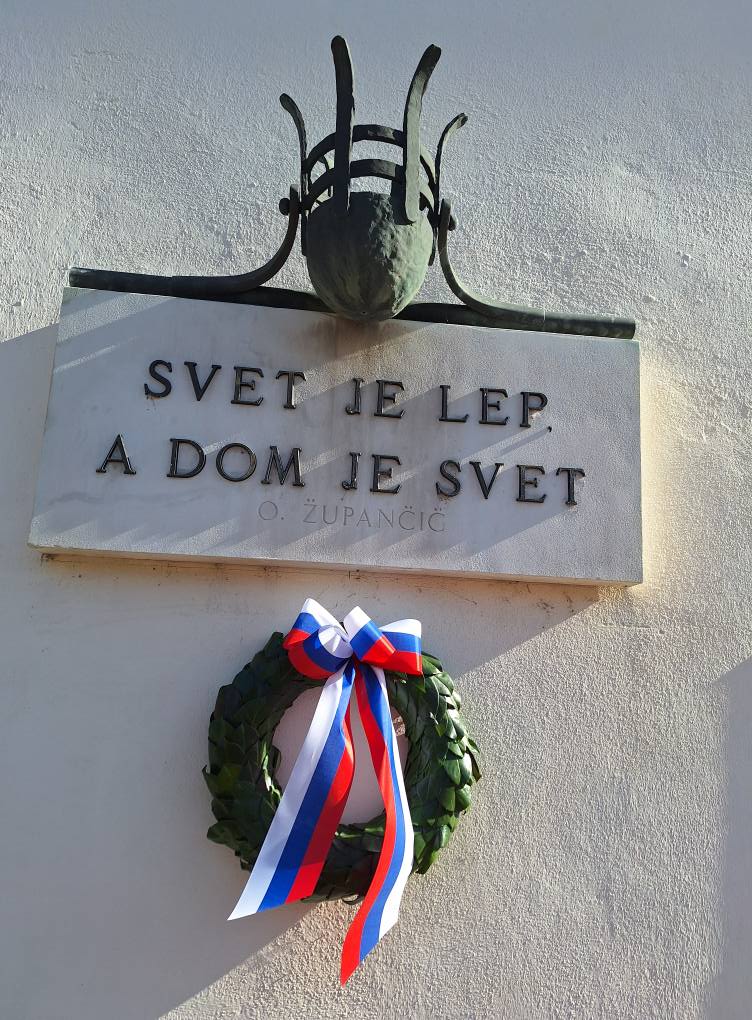 SVET JE LEP,
A DOM JE SVET
O. ŽUPANČIČ